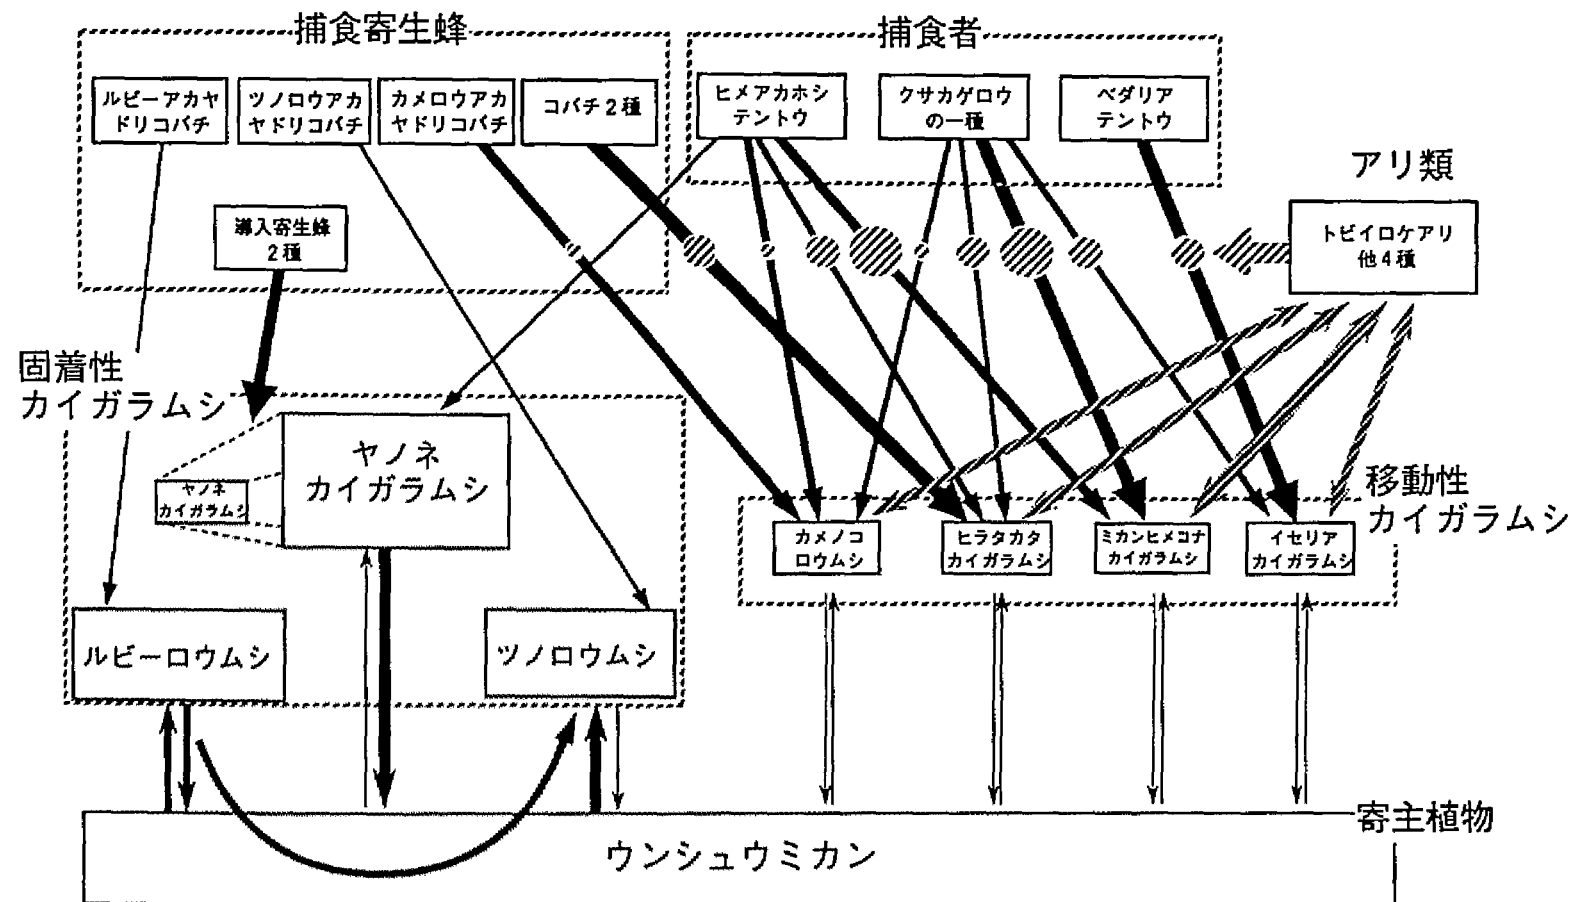 捕食寄生蜂
捕食者
ルビーアカヤ
ドリコバチ
ツノロウアカ
ヤドリコバチ
カメロウアカ
ヤドリコバチ
コバチ2種
ヒメアカホシ
テントウ
クサカゲロウ
の一種
ベダリア
テントウ
アリ類
トビイロケアリ
他4種
導入寄生蜂
2種
固着性
カイガラムシ
ヤノネ
カイガラムシ
ヤノネ
カイガラムシ
移動性
カイガラムシ
カメノコ
ロウムシ
ヒラタカタ
カイガラムシ
ミカンヒメコナ
カイガラムシ
イセリア
カイガラムシ
ルビーロウムシ
ツノロウムシ
寄主植物
ウンシュウミカン